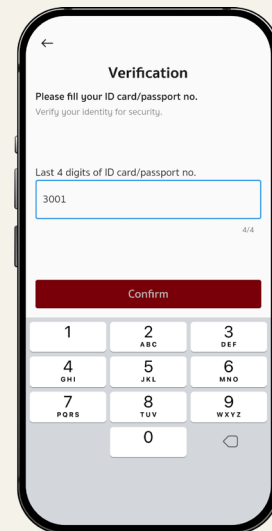 Verification
Please fill your ID card/passport no.
Verify your identity for security.
Last 4 digits of ID card/passport no.
3001
4/4
Confirm
1 2 3
ABC DEF
4 5 6
GHI JKL MNO
7 8 9
PQRS TUV WXYZ
0